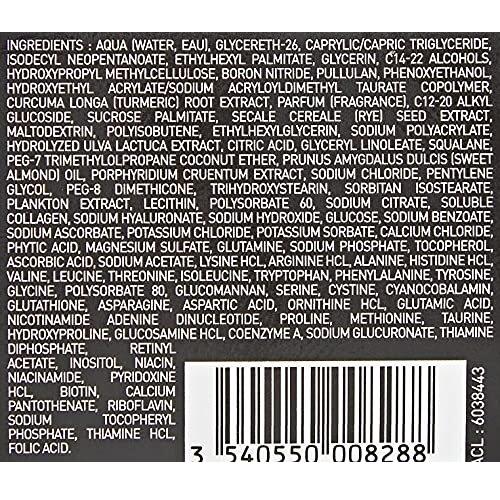 INGREDIENTS : AQUA (WATER, EAU), GLYCERETH-26, CAPRYLIC/CAPRIC TRIGLYCERIDE,
ISODECYL NEOPENTANOATE, ETHYLHEXYL PALMITATE, GLYCERIN, C14-22 ALCOHOLS,
HYDROXYPROPYL METHYLCELLULOSE, BORON NITRIDE, PULLULAN, PHENOXYETHANOL,
HYDROXYETHYL ACRYLATE/SODIUM ACRYLOYLDIMETHYL TAURATE COPOLYMER,
CURCUMA LONGA (TURMERIC) ROOT EXTRACT, PARFUM (FRAGRANCE), C12-20 ALKYL
GLUCOSIDE, SUCROSE PALMITATE, SECALE CEREALE (RYE) SEED EXTRACT,
MALTODEXTRIN, POLYISOBUTENE, ETHYLHEXYLGLYCERIN, SODIUM POLYACRYLATE,
HYDROLYZED ULVA LACTUCA EXTRACT, CITRIC ACID, GLYCERYL LINOLEATE, SQUALANE,
PEG-7 TRIMETHYLOLPROPANE COCONUT ETHER, PRUNUS AMYGDALUS DULCIS (SWEET
ALMOND) OIL, PORPHYRIDIUM CRUENTUM EXTRACT, SODIUM CHLORIDE, PENTYLENE
GLYCOL, PEG-8 DIMETHICONE, TRIHYDROXYSTEARIN, SORBITAN ISOSTEARATE,
PLANKTON EXTRACT, LECITHIN, POLYSORBATE 60, SODIUM CITRATE, SOLUBLE
COLLAGEN, SODIUM HYALURONATE, SODIUM HYDROXIDE, GLUCOSE, SODIUM BENZOATE,
SODIUM ASCORBATE, POTASSIUM CHLORIDE, POTASSIUM SORBATE, CALCIUM CHLORIDE,
PHYTIC ACID, MAGNESIUM SULFATE, GLUTAMINE, SODIUM PHOSPHATE, TOCOPHEROL,
ASCORBIC ACID, SODIUM ACETATE, LYSINE HCL, ARGININE HCL, ALANINE, HISTIDINE HCL,
VALINE, LEUCINE, THREONINE, ISOLEUCINE, TRYPTOPHAN, PHENYLALANINE, TYROSINE,
GLYCINE, POLYSORBATE 80, GLUCOMANNAN, SERINE, CYSTINE, CYANOCOBALAMIN,
GLUTATHIONE, ASPARAGINE, ASPARTIC ACID, ORNITHINE HCL, GLUTAMIC ACID,
NICOTINAMIDE ADENINE DINUCLEOTIDE, PROLINE, METHIONINE, TAURINE,
HYDROXYPROLINE, GLUCOSAMINE HCL, COENZYME A, SODIUM GLUCURONATE, THIAMINE
DIPHOSPHATE, RETINYL
ACETATE, INOSITOL, NIACIN,
NIACINAMIDE, PYRIDOXINE
HCL, BIOTIN, CALCIUM
PANTOTHENATE, RIBOFLAVIN,
SODIUM TOCOPHERYL
PHOSPHATE, THIAMINE HCL,
FOLIC ACID.
3 540550 008288
ACL : 6038443